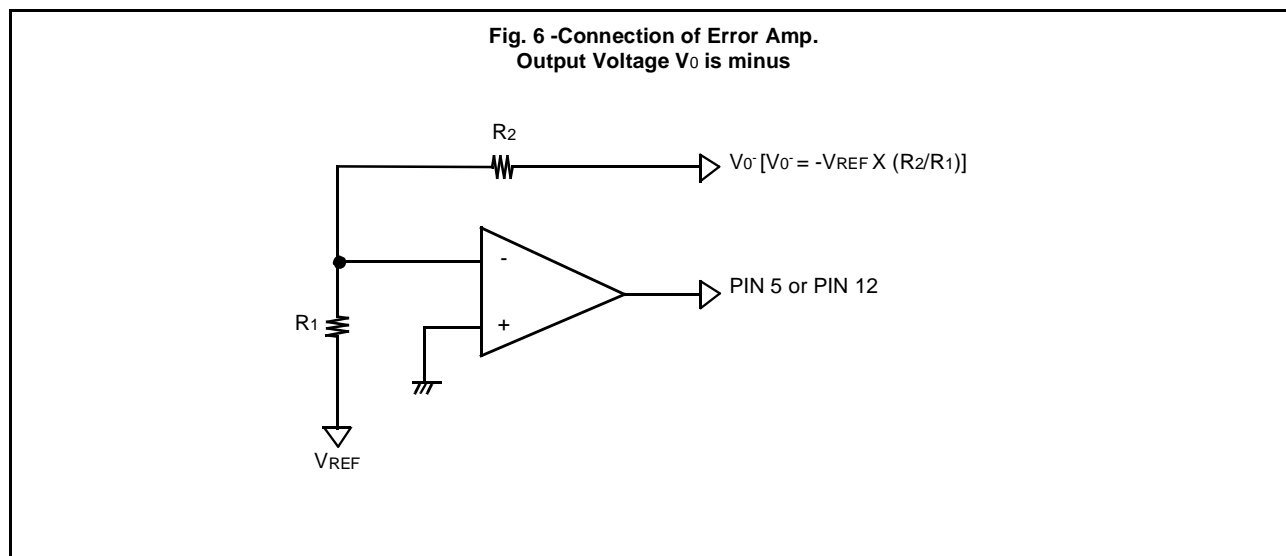 Fig. 6 -Connection of Error Amp.
Output Voltage V0 is minus
R2
V0- [V0- = -VREF X (R2/R1)]
-
PIN 5 or PIN 12
R1
+
VREF